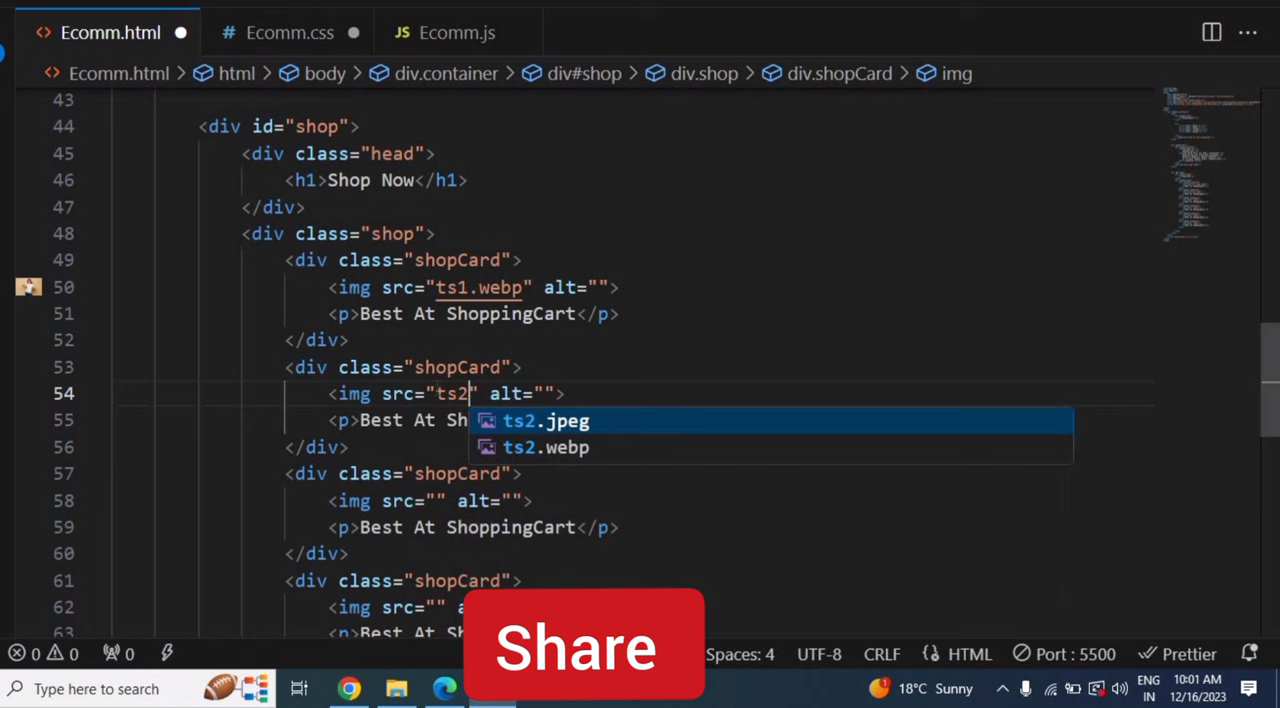 Ecomm.html
Ecomm.css
JS Ecomm.js
Ecomm.html > html > body > div.container > div#shop > div.shop > div.shopCard > img
43
44 <div id="shop">
45 <div class="head">
46 <h1>Shop Now</h1>
47 </div>
48 <div class="shop">
49 <div class="shopCard">
50 <img src="ts1.webp" alt="">
51 <p>Best At ShoppingCart</p>
52 </div>
53 <div class="shopCard">
54 <img src="ts2" alt="">
55 <p>Best At Sh
ts2.jpeg
ts2.webp
56 </div>
57 <div class="shopCard">
58 <img src="" alt="">
59 <p>Best At ShoppingCart</p>
60 </div>
61 <div class="shopCard">
62 <img src="" a
63 <p>Best At Sh
Share
0 0 0 Spaces: 4 UTF-8 CRLF HTML Port : 5500 Prettier
Type here to search
18°C Sunny
ENG
IN
10:01 AM
12/16/2023